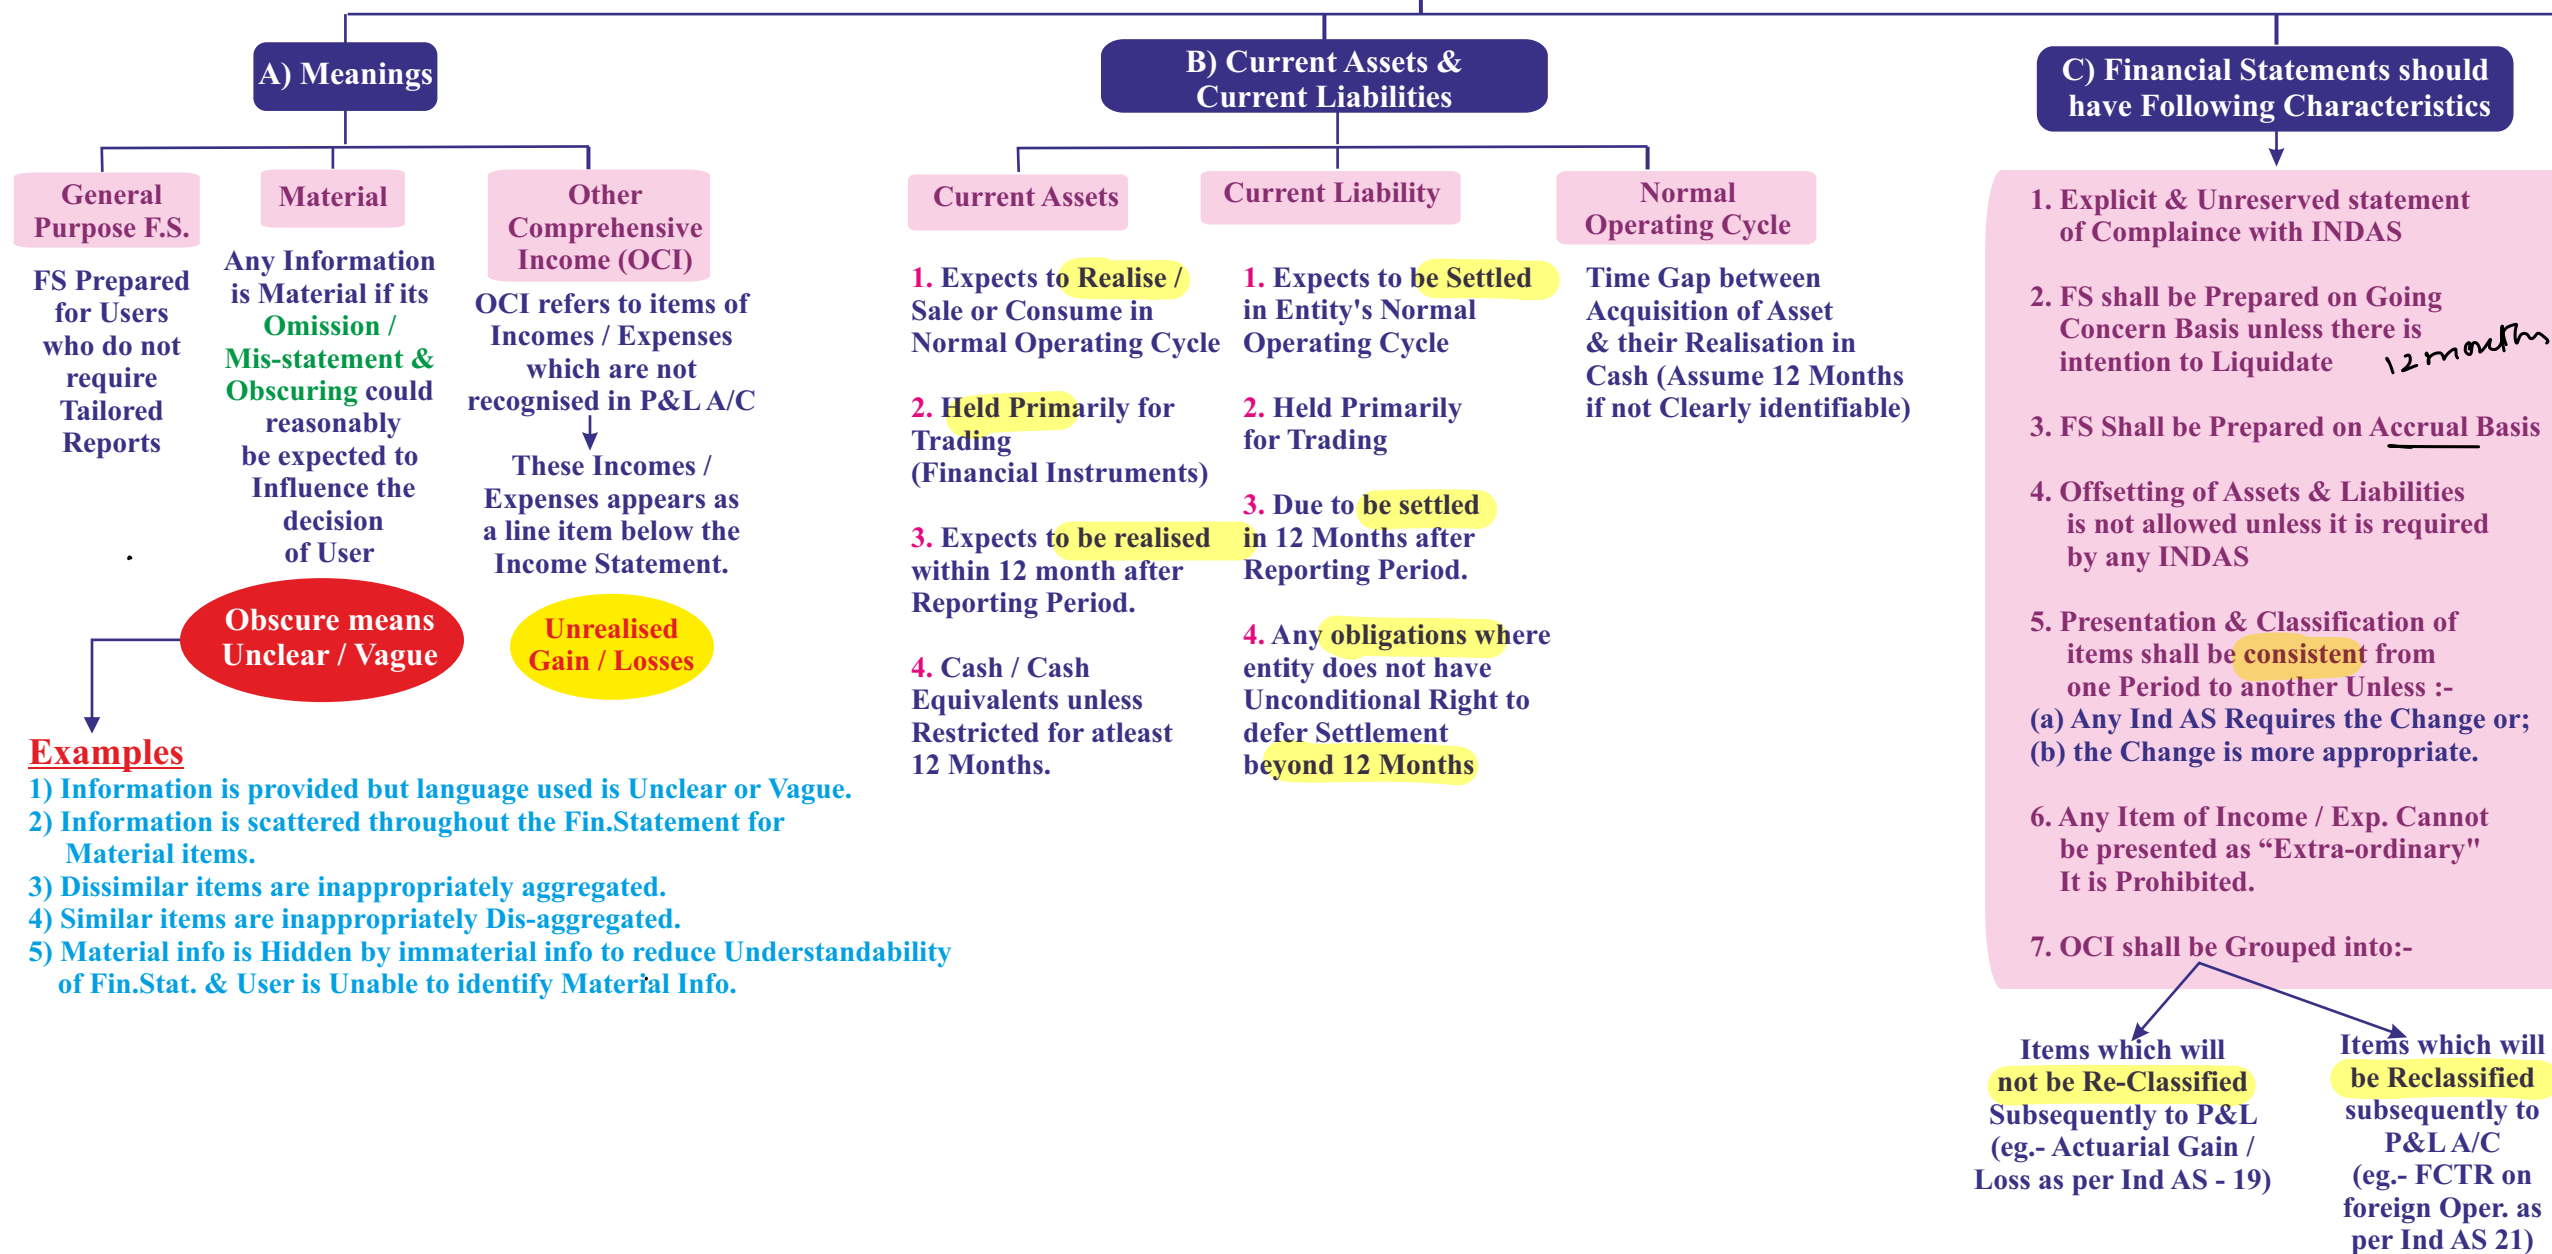 A) Meanings
General
Purpose F.S.
FS Prepared
for Users
who do not
require
Tailored
Reports
Material
Any Information
is Material if its
Omission /
Mis-statement &
Obscuring could
reasonably
be expected to
Influence the
decision
of User
Other
Comprehensive
Income (OCI)
OCI refers to items of
Incomes / Expenses
which are not
recognised in P&L A/C
These Incomes /
Expenses appears as
a line item below the
Income Statement.
Obscure means
Unclear / Vague
Unrealised
Gain / Losses
Examples
1) Information is provided but language used is Unclear or Vague.
2) Information is scattered throughout the Fin.Statement for
Material items.
3) Dissimilar items are inappropriately aggregated.
4) Similar items are inappropriately Dis-aggregated.
5) Material info is Hidden by immaterial info to reduce Understandability
of Fin.Stat. & User is Unable to identify Material Info.
B) Current Assets &
Current Liabilities
Current Assets
1. Expects to Realise /
Sale or Consume in
Normal Operating Cycle
2. Held Primarily for
Trading
(Financial Instruments)
3. Expects to be realised
within 12 month after
Reporting Period.
4. Cash / Cash
Equivalents unless
Restricted for atleast
12 Months.
Current Liability
1. Expects to be Settled
in Entity's Normal
Operating Cycle
2. Held Primarily
for Trading
3. Due to be settled
in 12 Months after
Reporting Period.
4. Any obligations where
entity does not have
Unconditional Right to
defer Settlement
beyond 12 Months
Normal
Operating Cycle
Time Gap between
Acquisition of Asset
& their Realisation in
Cash (Assume 12 Months
if not Clearly identifiable)
C) Financial Statements should
have Following Characteristics
1. Explicit & Unreserved statement
of Complaince with INDAS
2. FS shall be Prepared on Going
Concern Basis unless there is
intention to Liquidate
12 months
3. FS Shall be Prepared on Accrual Basis
4. Offsetting of Assets & Liabilities
is not allowed unless it is required
by any INDAS
5. Presentation & Classification of
items shall be consistent from
one Period to another Unless :-
(a) Any Ind AS Requires the Change or;
(b) the Change is more appropriate.
6. Any Item of Income / Exp. Cannot
be presented as “Extra-ordinary"
It is Prohibited.
7. OCI shall be Grouped into:-
Items which will
not be Re-Classified
Subsequently to P&L
(eg.- Actuarial Gain /
Loss as per Ind AS - 19)
Items which will
be Reclassified
subsequently to
P&L A/C
(eg.- FCTR on
foreign Oper. as
per Ind AS 21)